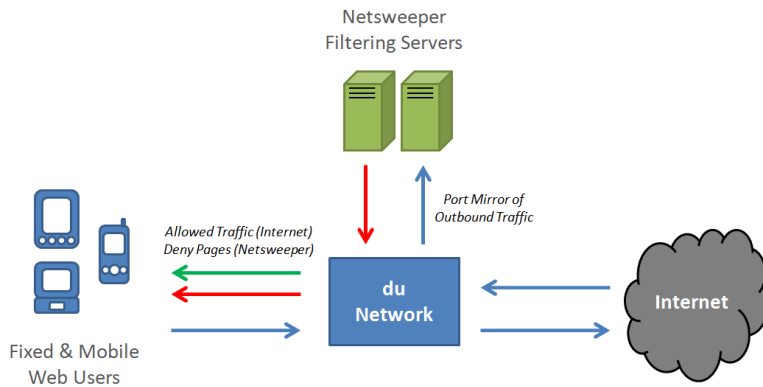 Netsweeper
Filtering Servers
Port Mirror of
Outbound Traffic
Allowed Traffic (Internet)
Deny Pages (Netsweeper)
du
Network
Internet
Fixed & Mobile
Web Users